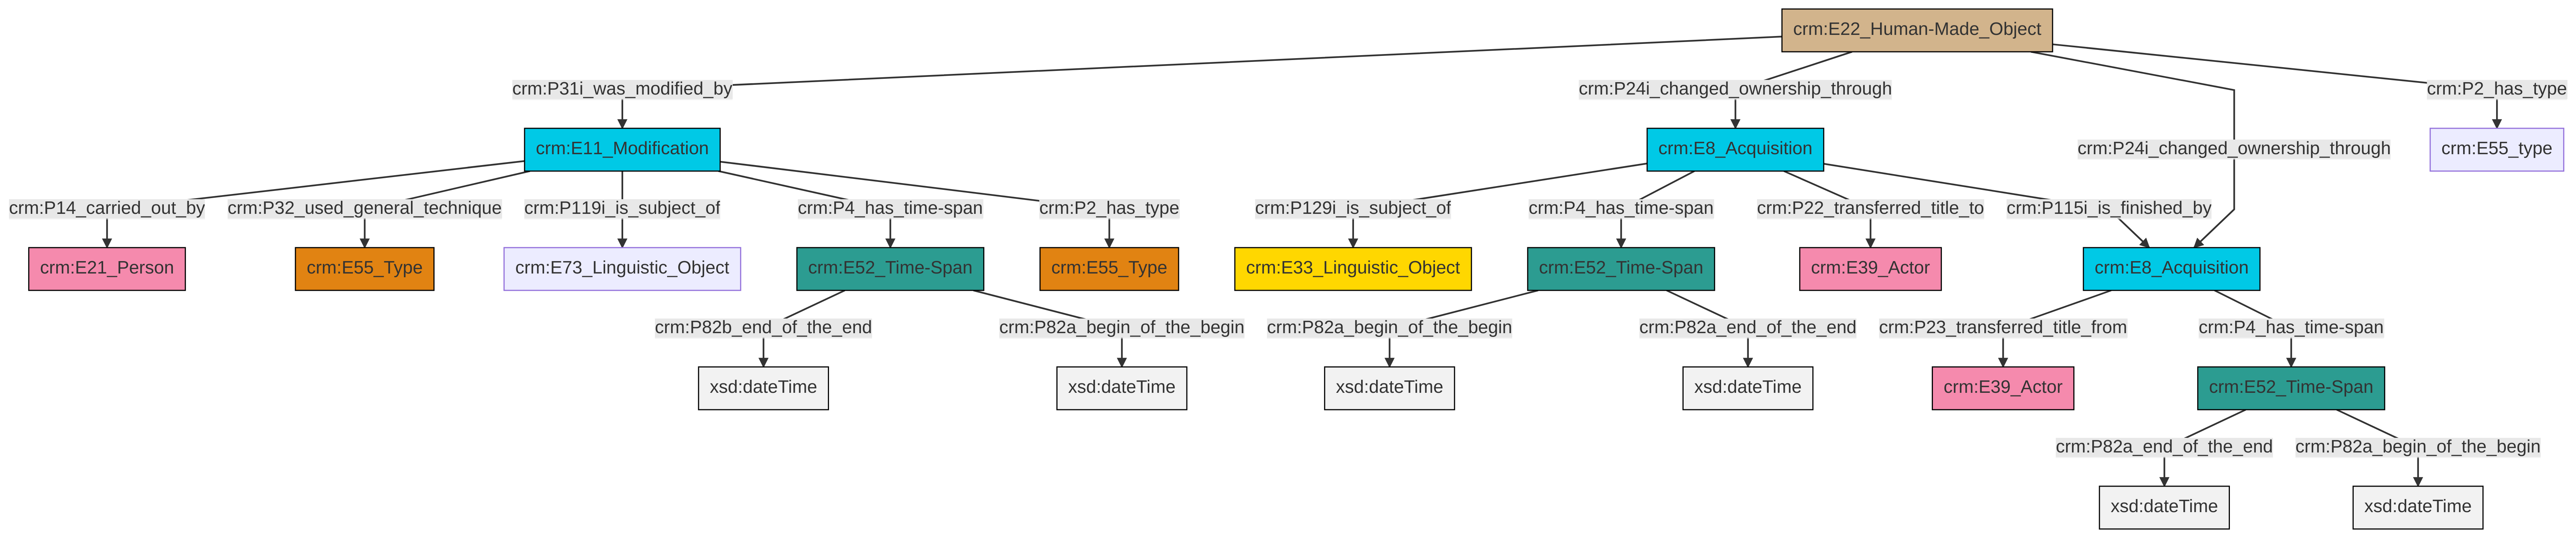 crm:E22_Human-Made_Object
crm:P31i_was_modified_by
crm:P24i_changed_ownership_through
crm:P2_has_type
crm:E11_Modification
crm:E8_Acquisition
crm:P24i_changed_ownership_through
crm:E55_type
crm:P14_carried_out_by
crm:P32_used_general_technique
crm:P119i_is_subject_of
crm:P4_has_time-span
crm:P2_has_type
crm:P129i_is_subject_of
crm:P4_has_time-span
crm:P22_transferred_title_to
crm:P115i_is_finished_by
crm:E21_Person
crm:E55_Type
crm:E73_Linguistic_Object
crm:E52_Time-Span
crm:E55_Type
crm:E33_Linguistic_Object
crm:E52_Time-Span
crm:E39_Actor
crm:E8_Acquisition
crm:P82b_end_of_the_end
crm:P82a_begin_of_the_begin
crm:P82a_begin_of_the_begin
crm:P82a_end_of_the_end
crm:P23_transferred_title_from
crm:P4_has_time-span
xsd:dateTime
xsd:dateTime
xsd:dateTime
xsd:dateTime
crm:E39_Actor
crm:E52_Time-Span
crm:P82a_end_of_the_end
crm:P82a_begin_of_the_begin
xsd:dateTime
xsd:dateTime